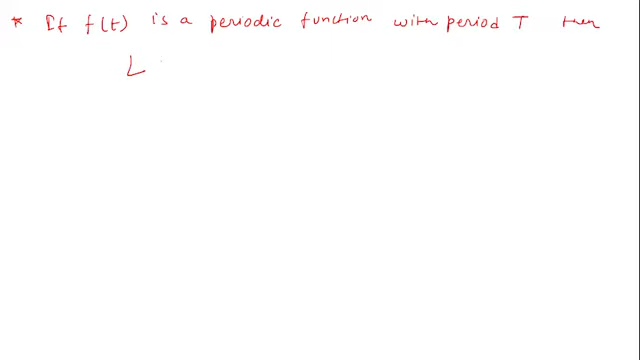 * If f(t) is a periodic function with period T then
L